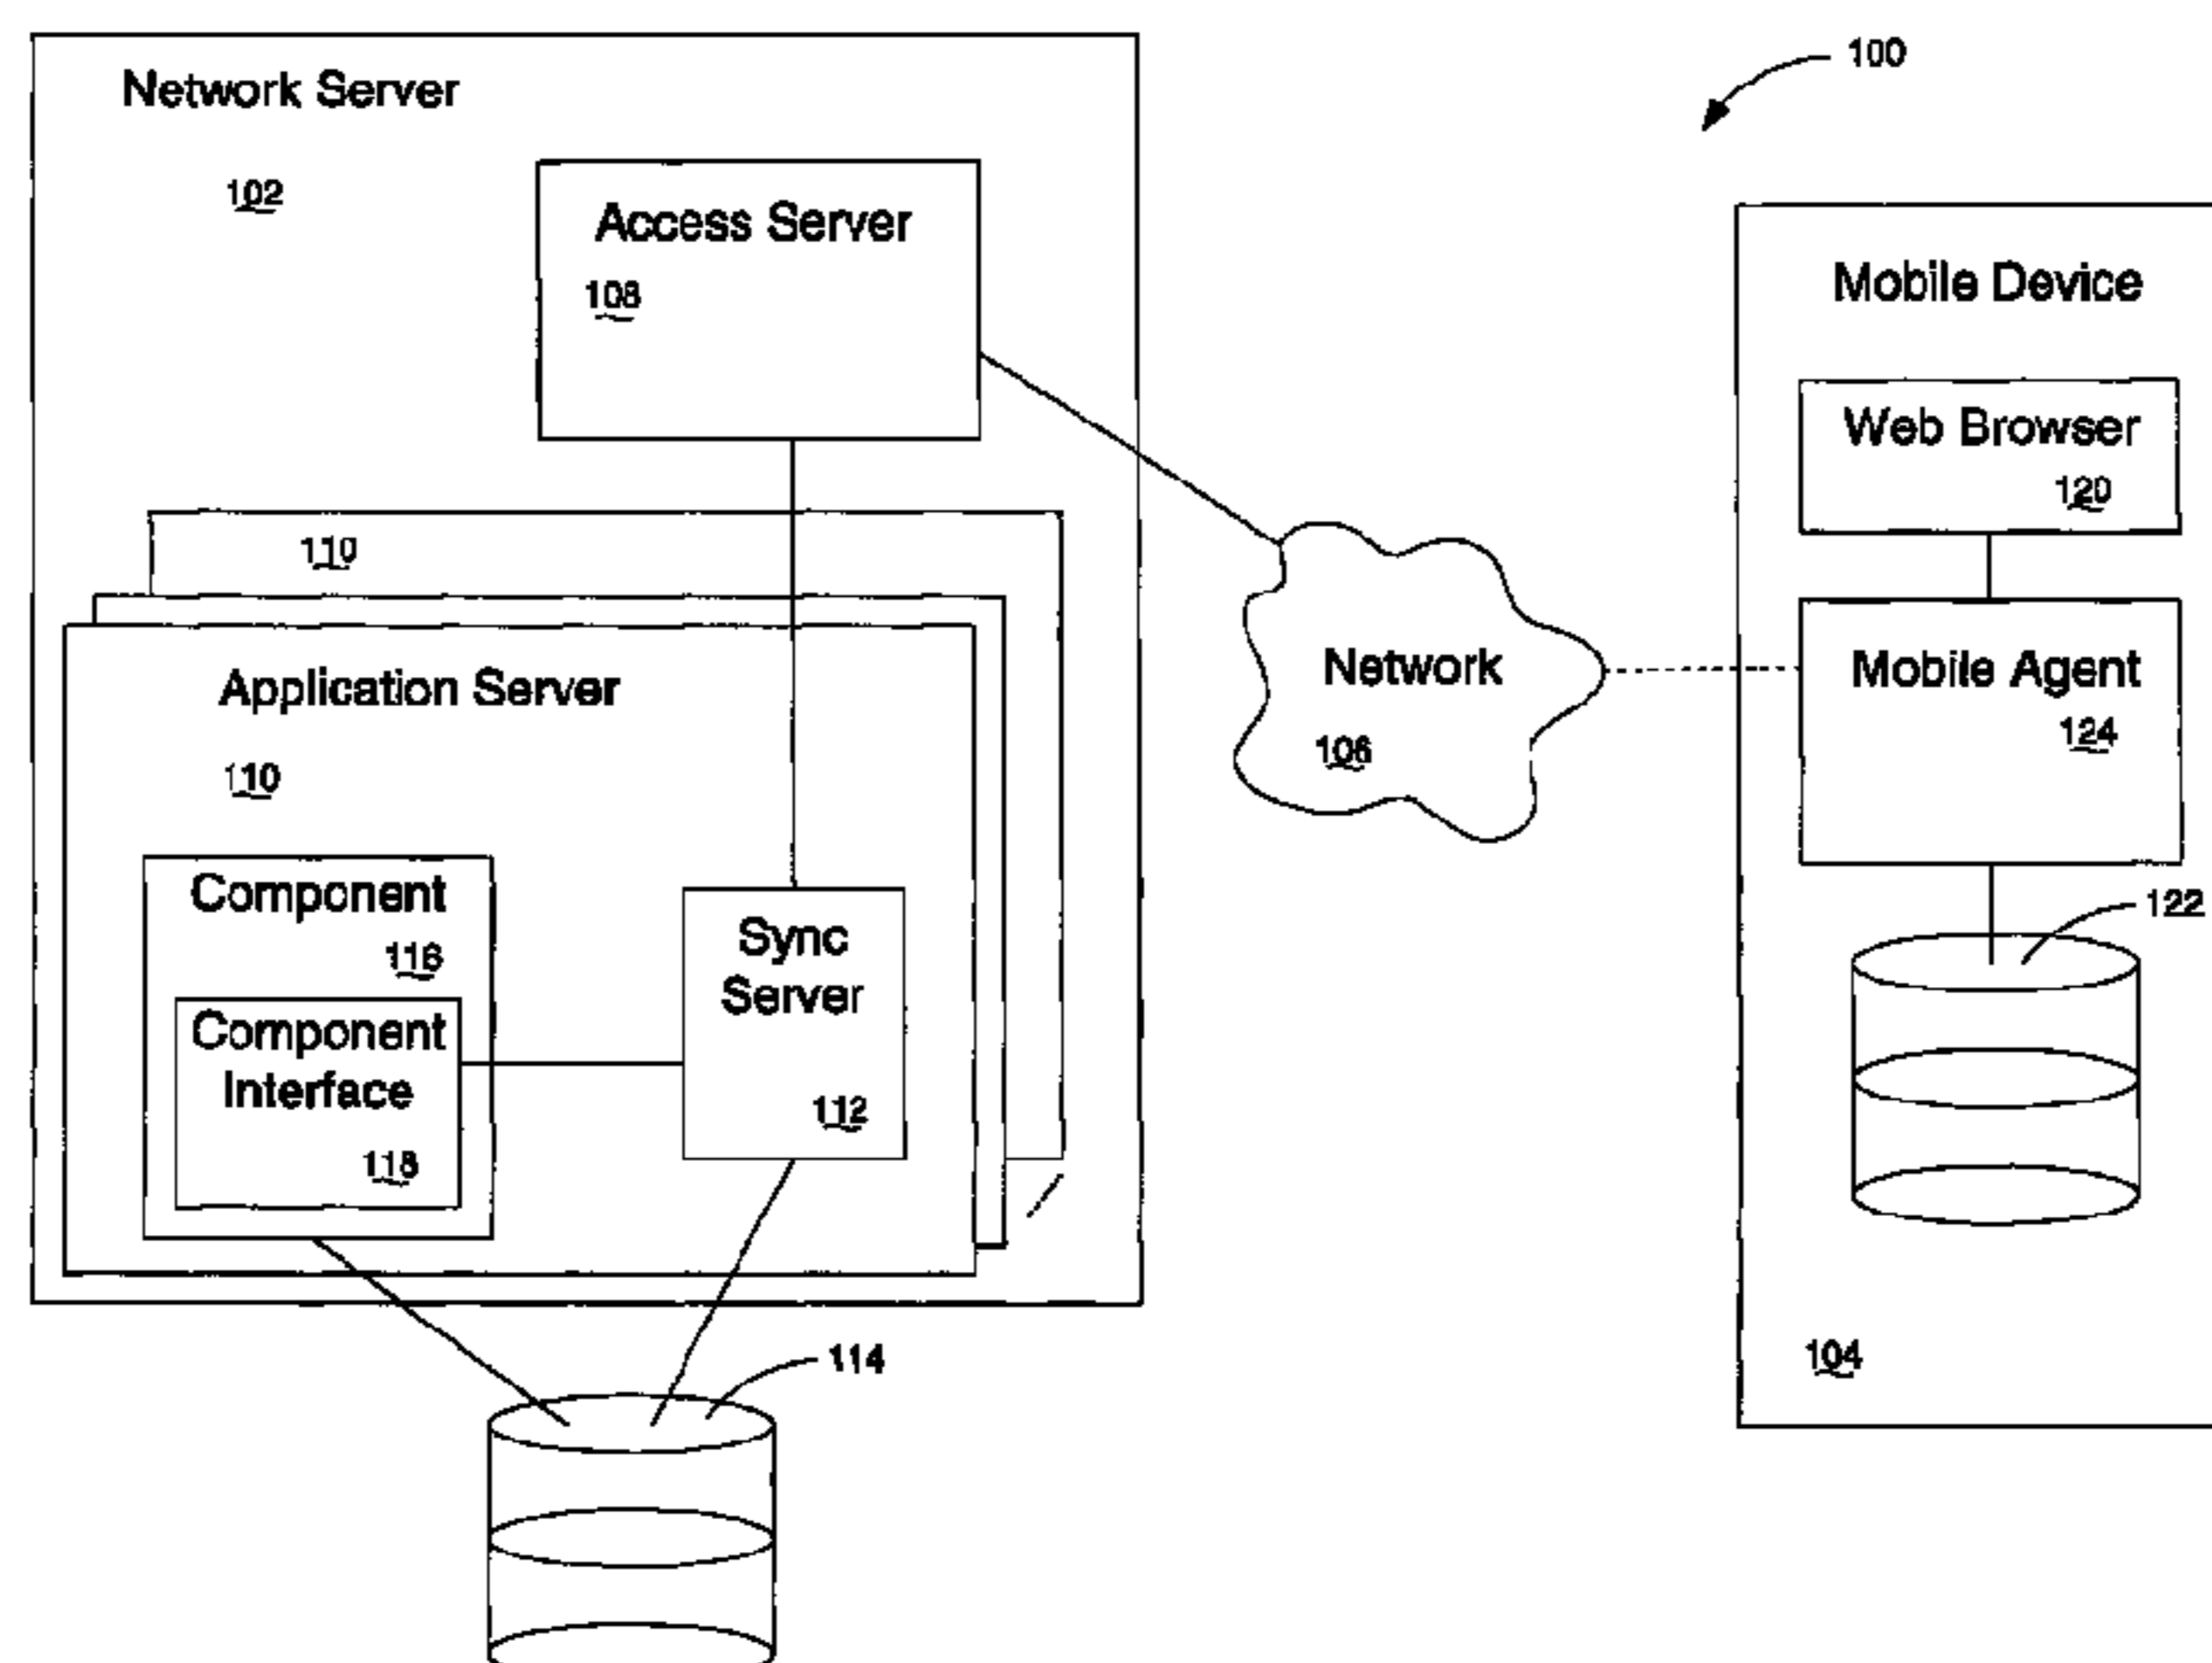 Network Server
102
Access Server
108
110
Application Server
110
Component
116
Component
Interface
118
Sync
Server
112
114
Network
106
100
Mobile Device
Web Browser
120
Mobile Agent
124
122
104